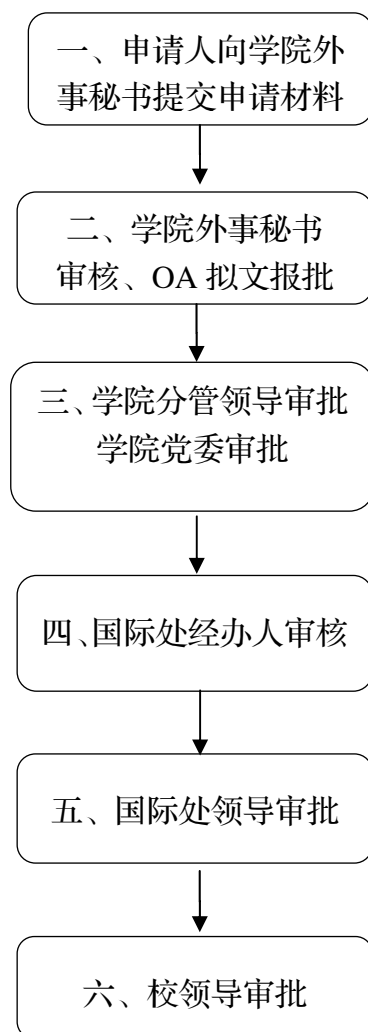 一、申请人向学院外
事秘书提交申请材料
二、学院外事秘书
审核、OA 拟文报批
三、学院分管领导审批
学院党委审批
四、国际处经办人审核
五、国际处领导审批
六、校领导审批